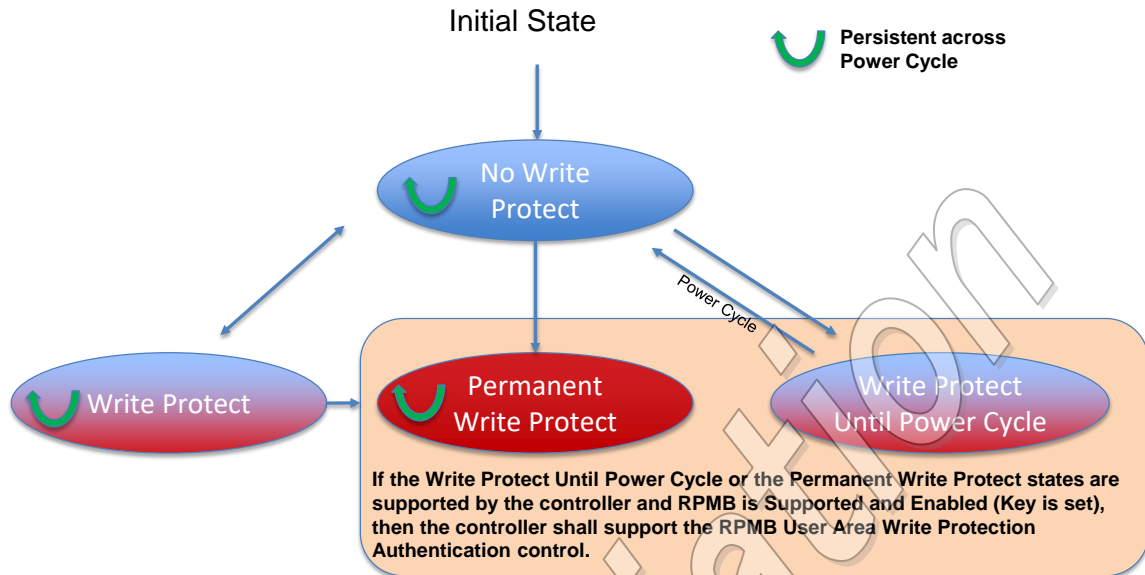 Initial State
Persistent across
Power Cycle
No Write
Protect
Power Cycle
Write Protect
Permanent
Write Protect
Write Protect
Until Power Cycle
If the Write Protect Until Power Cycle or the Permanent Write Protect states are
supported by the controller and RPMB is Supported and Enabled (Key is set),
then the controller shall support the RPMB User Area Write Protection
Authentication control.